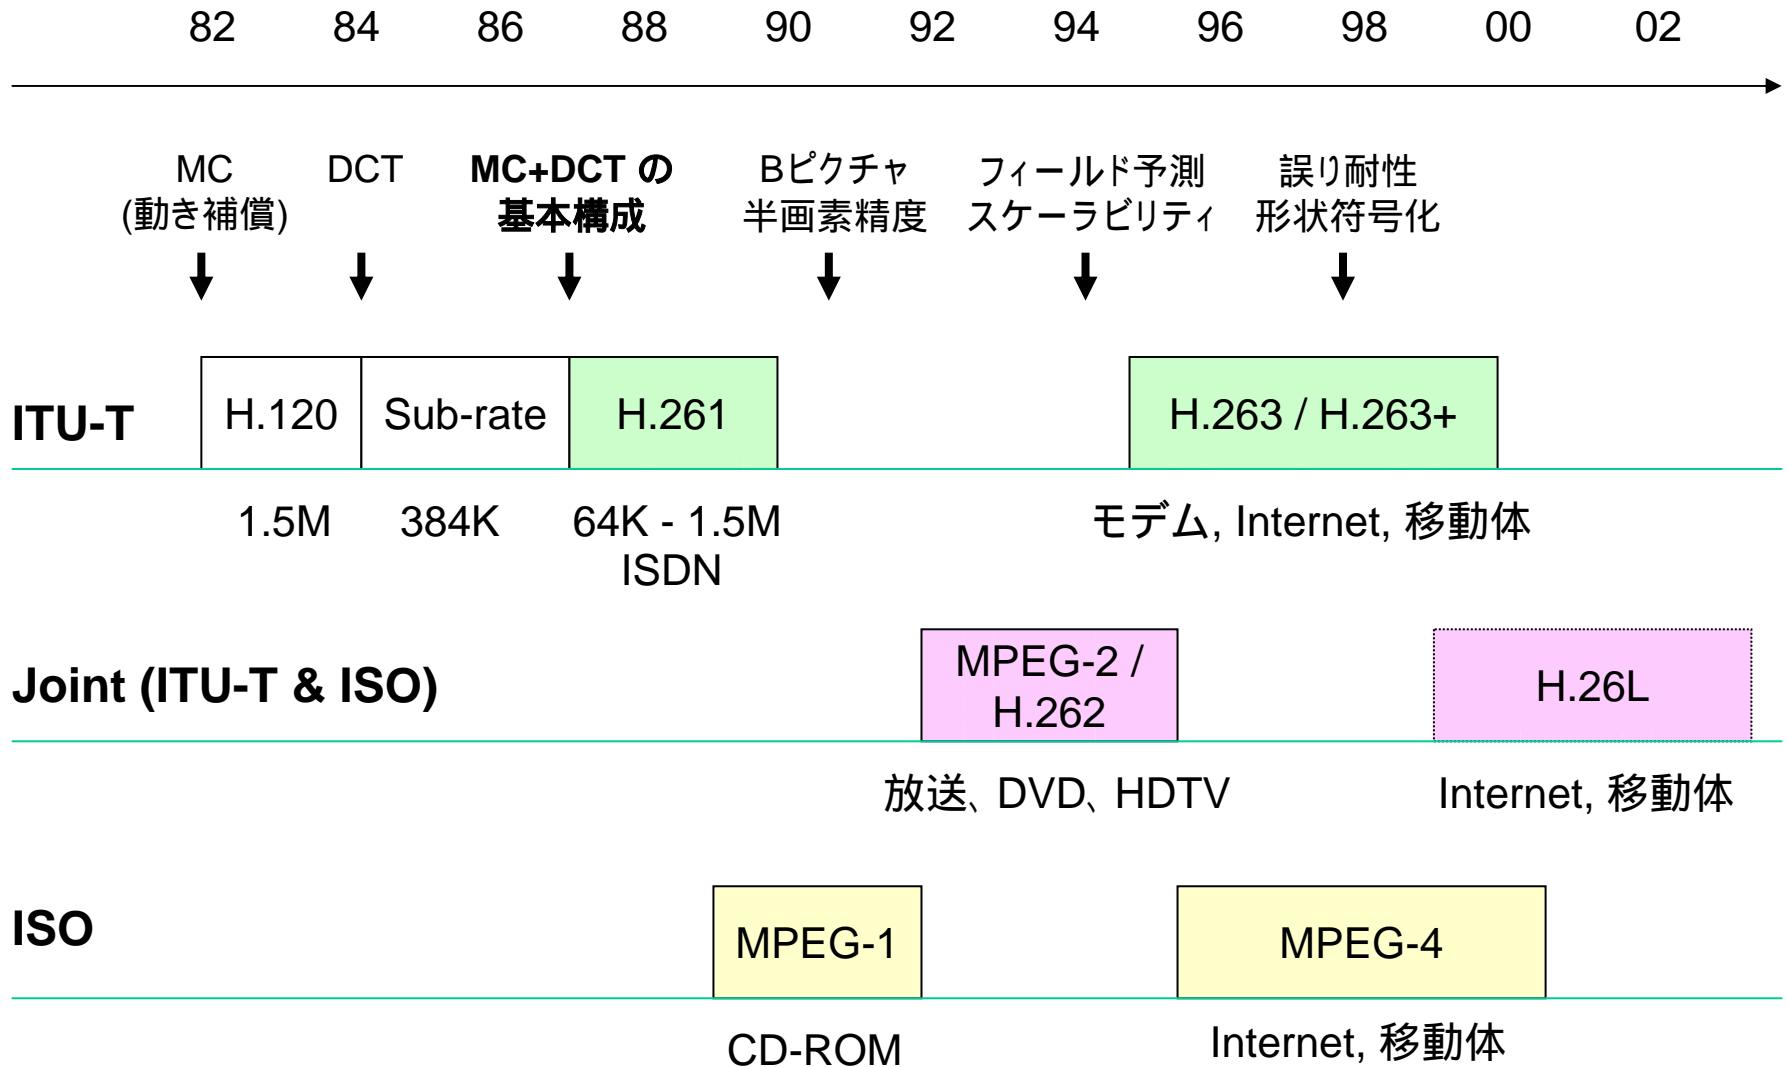 82 84 86 88 90 92 94 96 98 00 02
MC DCT MC+DCT の Bピクチャ フィールド予測 誤り耐性
(動き補償) 基本構成 半画素精度 スケーラビリティ 形状符号化
ITU-T H.120 Sub-rate H.261 H.263 / H.263+
1.5M 384K 64K - 1.5M モデム, Internet, 移動体
ISDN
Joint (ITU-T & ISO) MPEG-2 / H.26L
H.262
放送、DVD、HDTV Internet, 移動体
ISO MPEG-1 MPEG-4
CD-ROM Internet, 移動体